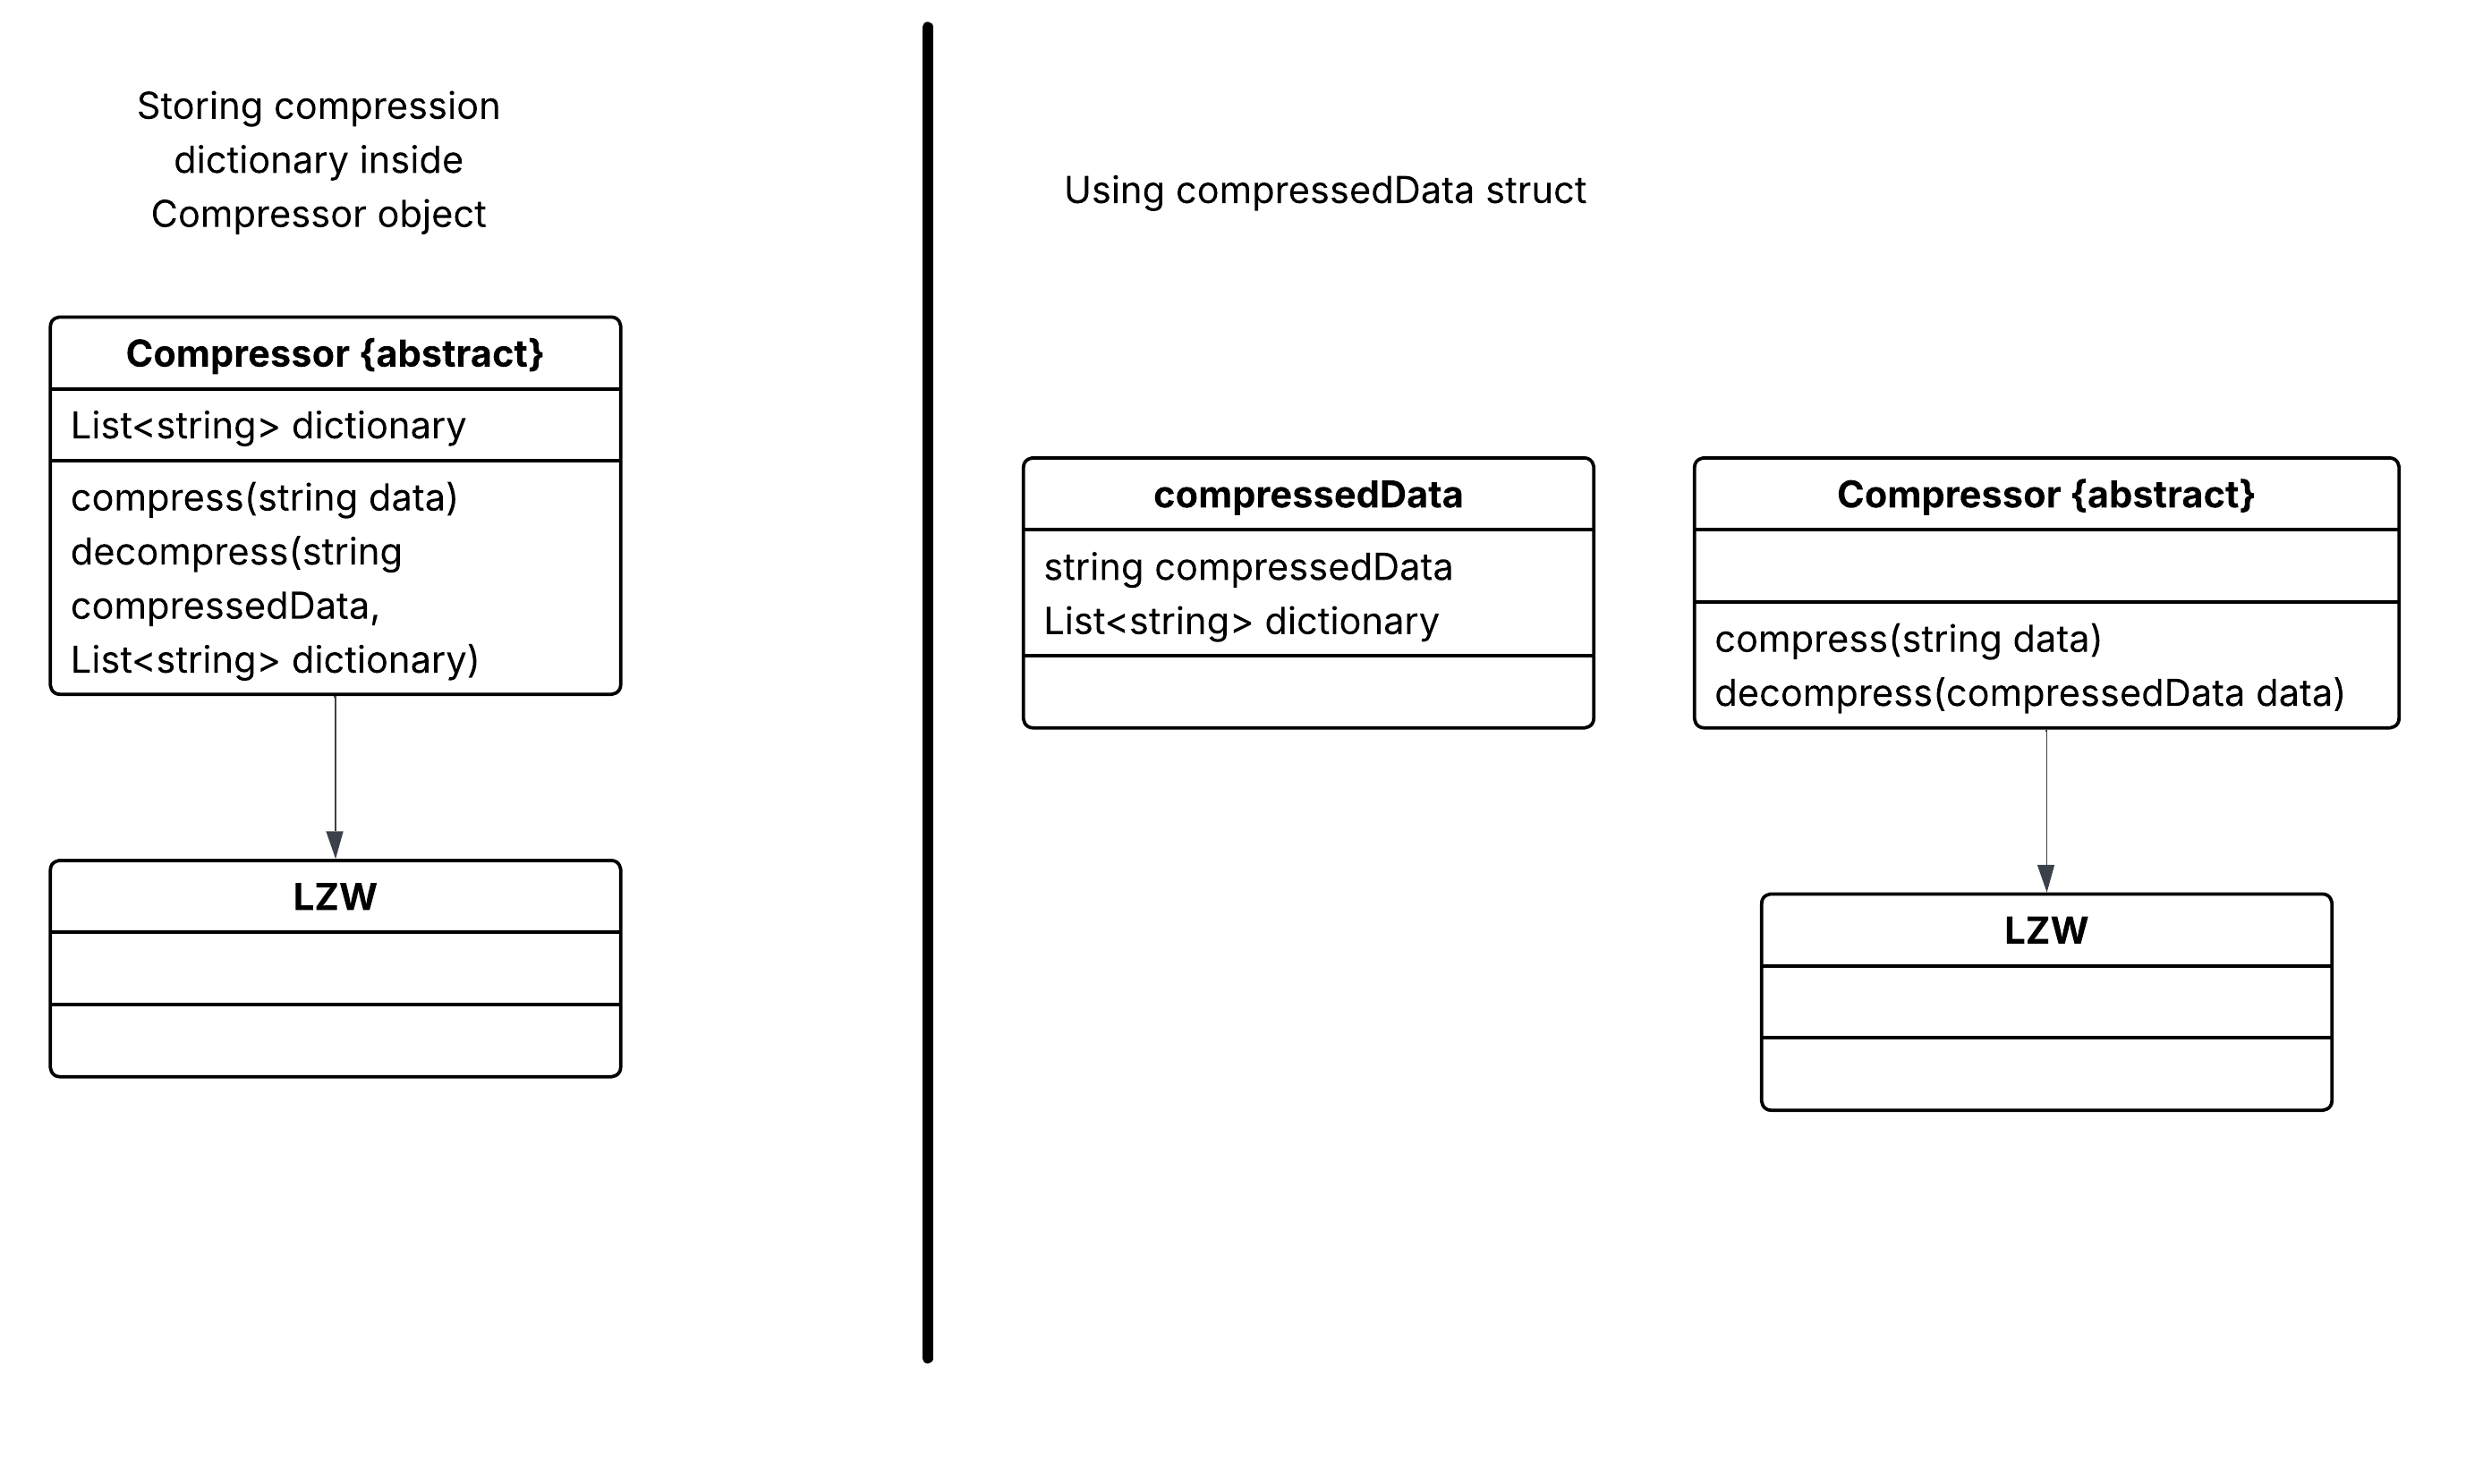 Storing compression
dictionary inside
Compressor object
Compressor {abstract}
List<string> dictionary
compress(string data)
decompress(string
compressedData,
List<string> dictionary)
LZW
Using compressedData struct
compressedData
string compressedData
List<string> dictionary
Compressor {abstract}
compress(string data)
decompress(compressedData data)
LZW